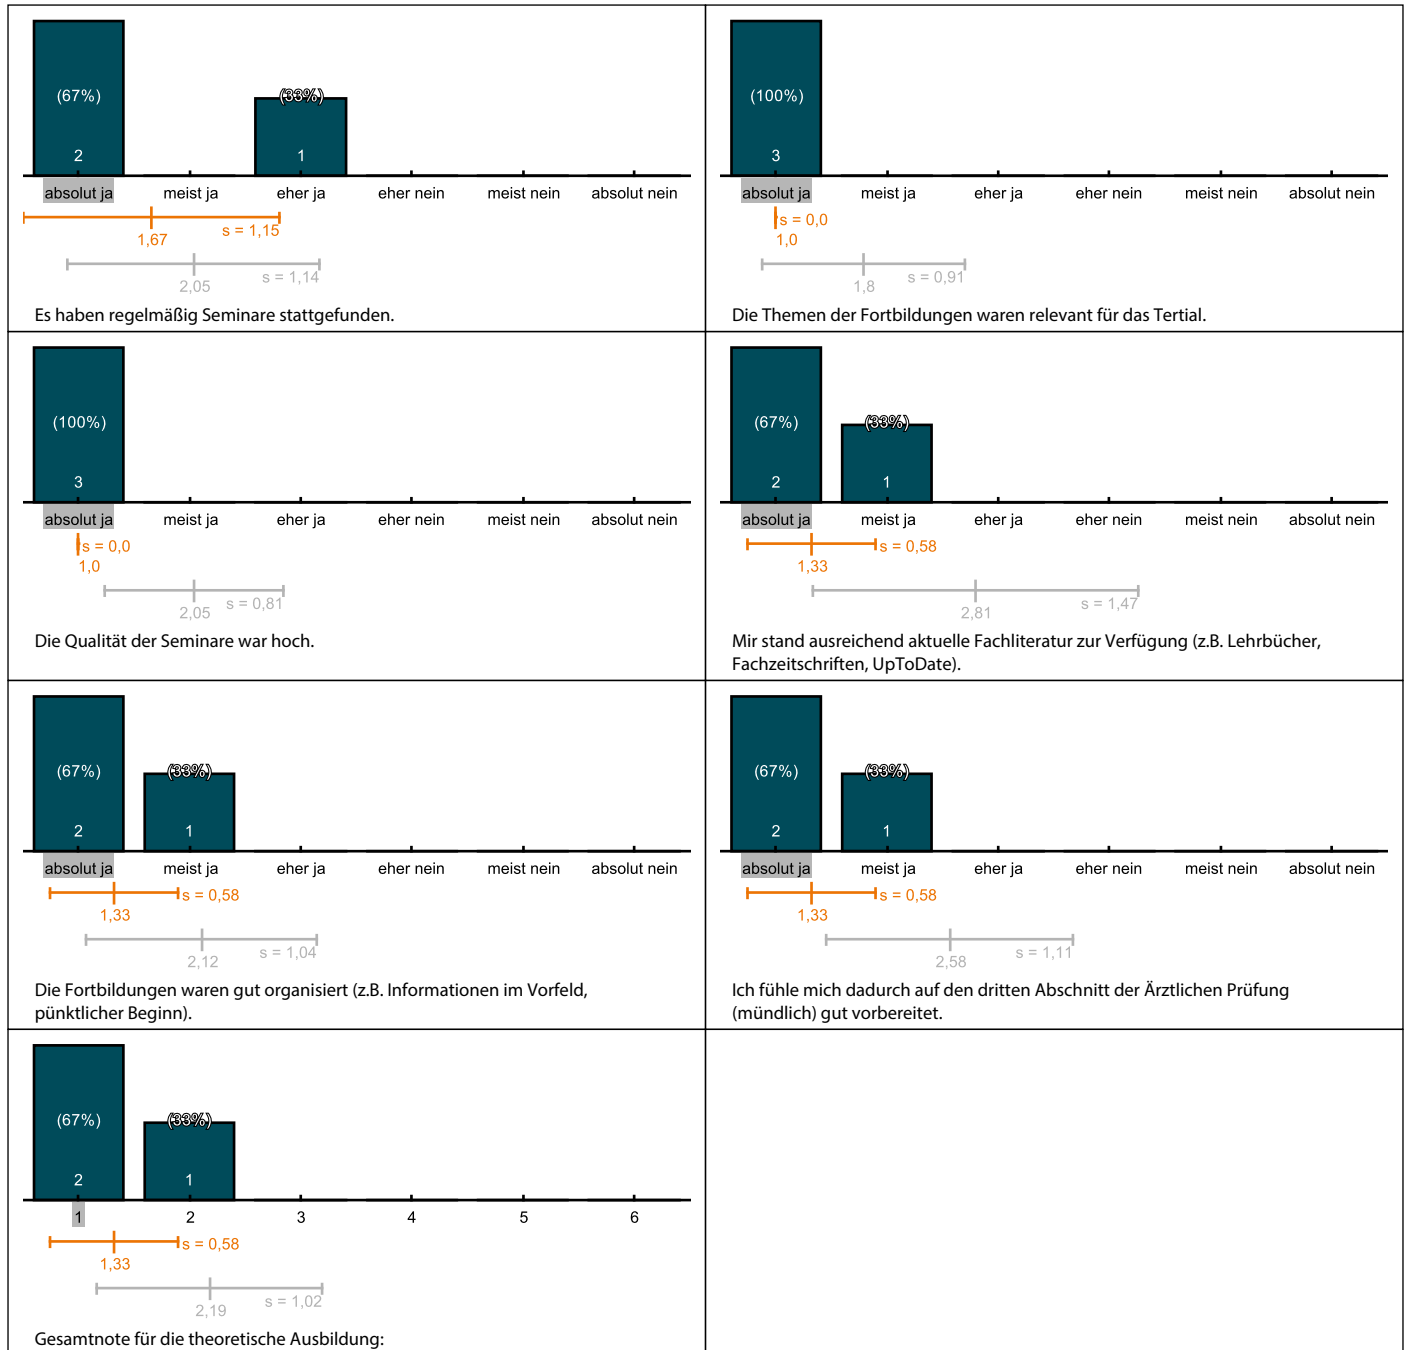 (67%)
(33%)
2
1
absolut ja
meist ja
eher ja
eher nein
meist nein
absolut nein
s = 1,15
1,67
s = 1,14
2,05
Es haben regelmäßig Seminare stattgefunden.
(100%)
3
absolut ja
meist ja
eher ja
eher nein
meist nein
absolut nein
s = 0,0
1,0
s = 0,91
1,8
Die Themen der Fortbildungen waren relevant für das Tertial.
(100%)
3
absolut ja
meist ja
eher ja
eher nein
meist nein
absolut nein
s = 0,0
1,0
s = 0,81
2,05
Die Qualität der Seminare war hoch.
(67%)
(33%)
2
1
absolut ja
meist ja
eher ja
eher nein
meist nein
absolut nein
s = 0,58
1,33
s = 1,47
2,81
Mir stand ausreichend aktuelle Fachliteratur zur Verfügung (z.B. Lehrbücher,
Fachzeitschriften, UpToDate).
(67%)
(33%)
2
1
absolut ja
meist ja
eher ja
eher nein
meist nein
absolut nein
s = 0,58
1,33
s = 1,04
2,12
Die Fortbildungen waren gut organisiert (z.B. Informationen im Vorfeld,
pünktlicher Beginn).
(67%)
(33%)
2
1
absolut ja
meist ja
eher ja
eher nein
meist nein
absolut nein
s = 0,58
1,33
s = 1,11
2,58
Ich fühle mich dadurch auf den dritten Abschnitt der Ärztlichen Prüfung
(mündlich) gut vorbereitet.
(67%)
(33%)
2
1
1
2
3
4
5
6
s = 0,58
1,33
s = 1,02
2,19
Gesamtnote für die theoretische Ausbildung: